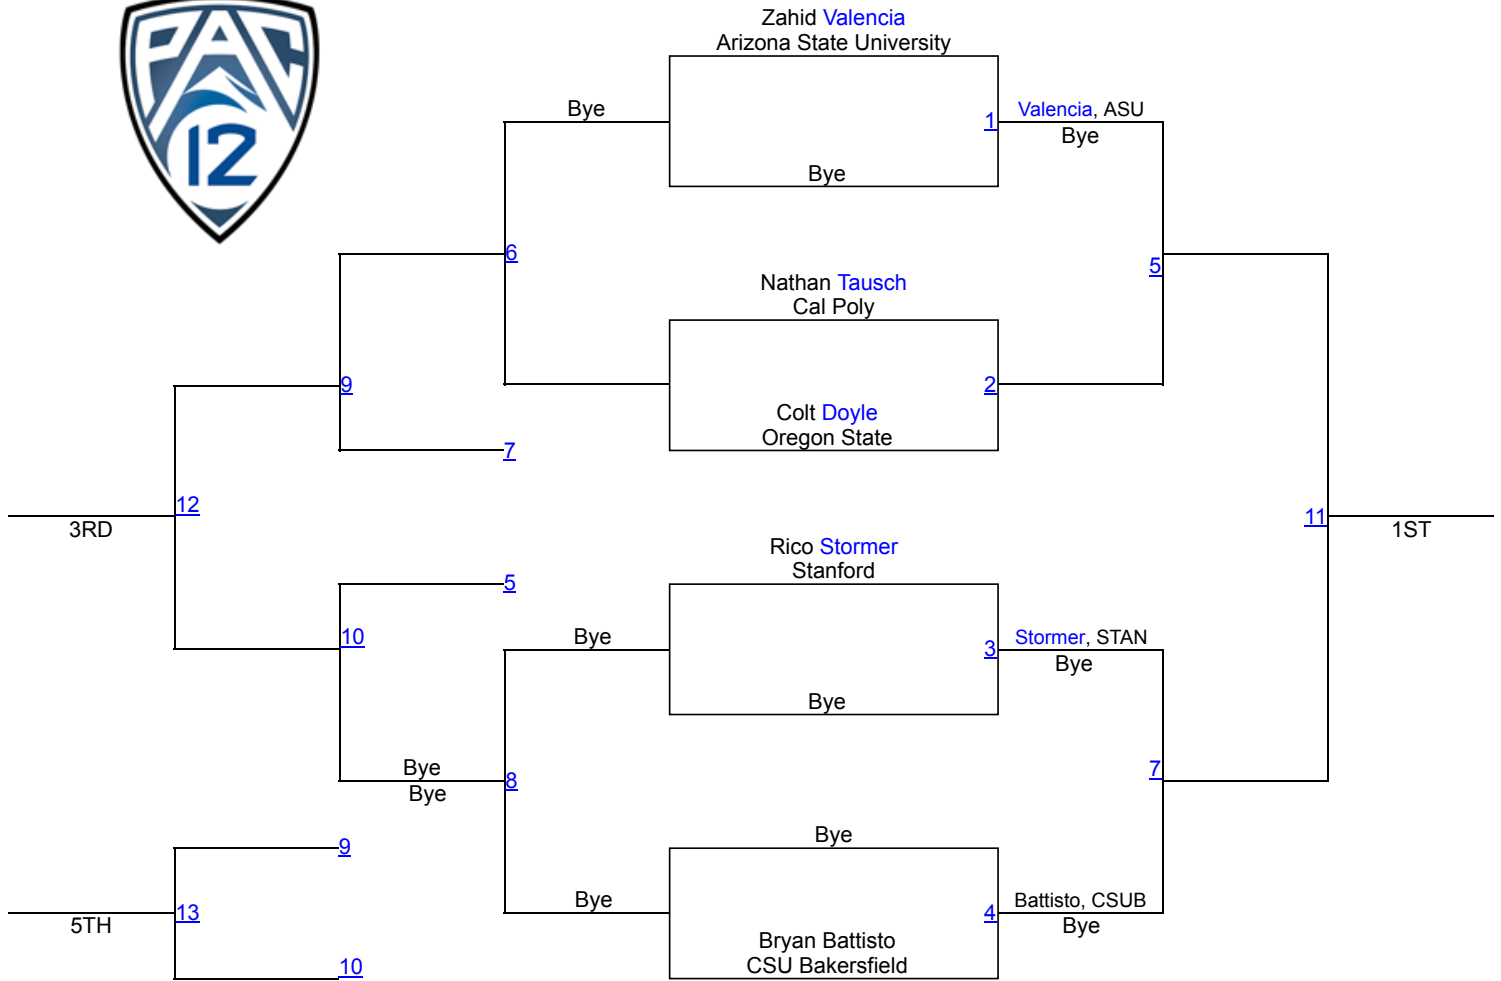 PAC
12
Zahid Valencia
Arizona State University
Bye
1
Valencia, ASU
Bye
Bye
6
5
Nathan Tausch
Cal Poly
9
2
Colt Doyle
Oregon State
7
12
3RD
11
1ST
Rico Stormer
Stanford
5
10
Bye
3
Stormer, STAN
Bye
Bye
Bye
Bye
8
7
Bye
9
Bye
4
Battisto, CSUB
Bye
13
5TH
Bryan Battisto
CSU Bakersfield
10